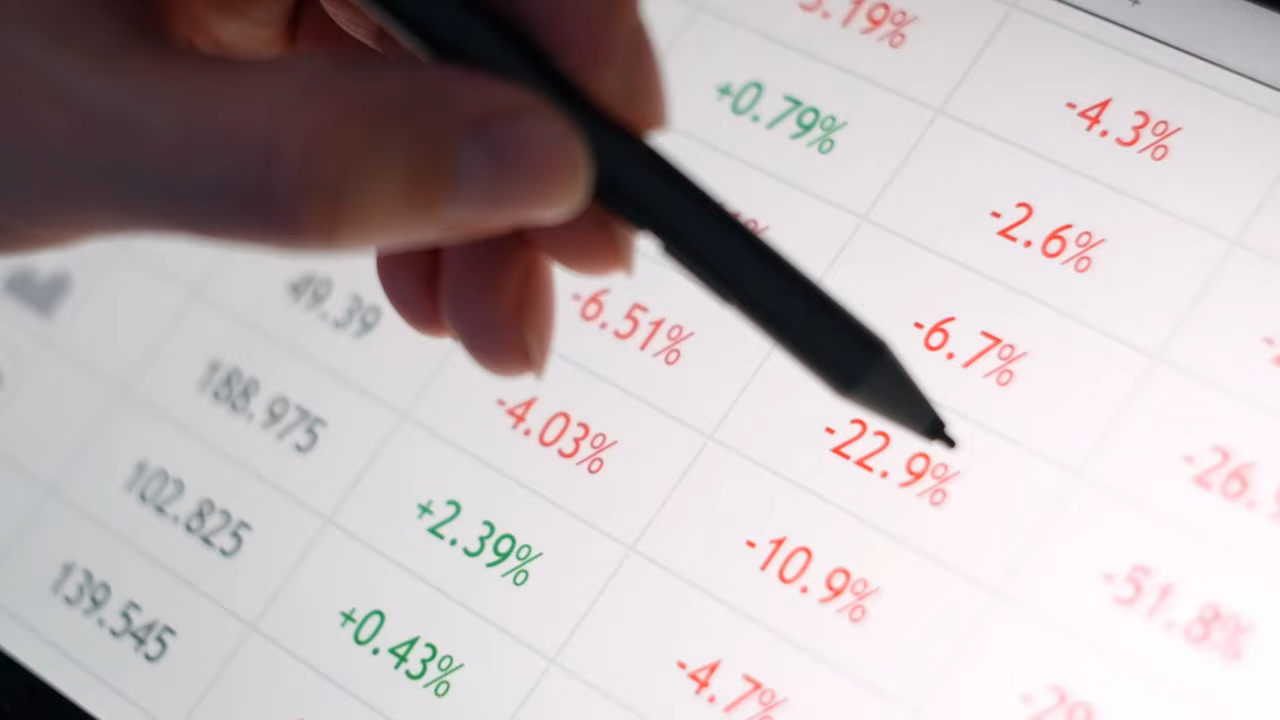 3.19% -4.3%
+0.79% -2.6%
-6.7% -26.
-6.51% -22.9% -51.8%
49.39 -4.03% -10.9%
188.975 +2.39% -4.7%
102.825 +0.43%
139.545